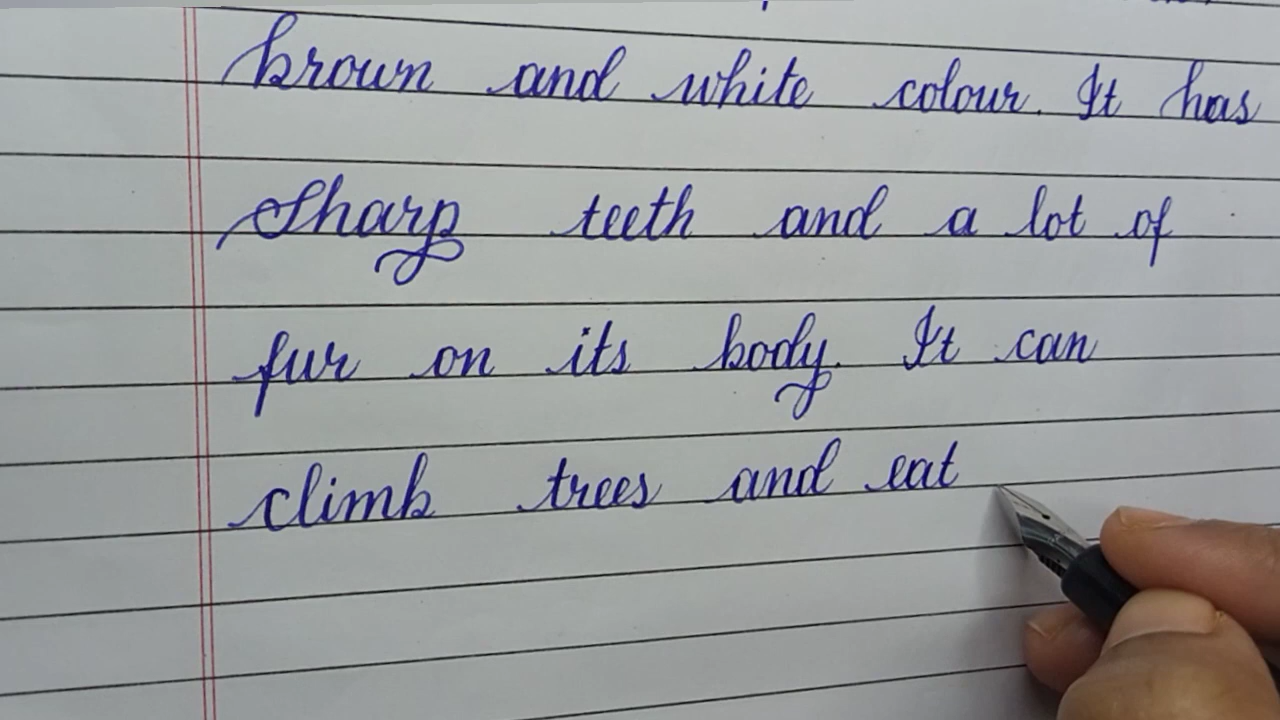 brown and white colour. It has
Sharp teeth and a lot of
fur on its body. It can
climb trees and eat